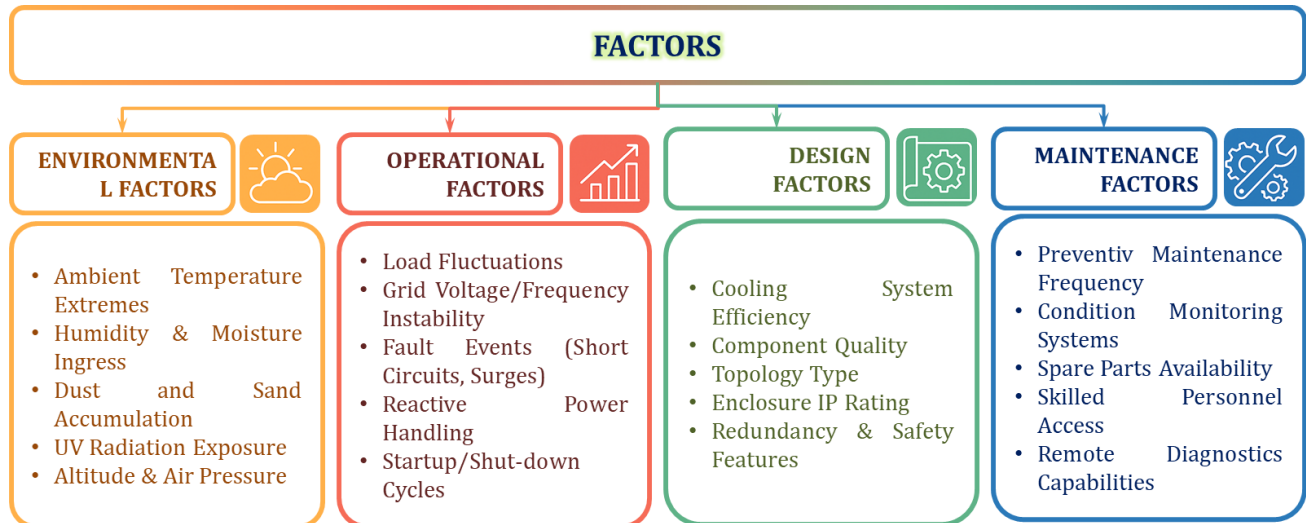 FACTORS
ENVIRONMENTA
L FACTORS
OPERATIONAL
FACTORS
DESIGN
FACTORS
MAINTENANCE
FACTORS
• Ambient Temperature
Extremes
• Humidity & Moisture
Ingress
• Dust and Sand
Accumulation
• UV Radiation Exposure
• Altitude & Air Pressure
• Load Fluctuations
• Grid Voltage/Frequency
Instability
• Fault Events (Short
Circuits, Surges)
• Reactive Power
Handling
• Startup/Shut-down
Cycles
• Cooling System
Efficiency
• Component Quality
• Topology Type
• Enclosure IP Rating
• Redundancy & Safety
Features
• Preventiv Maintenance
Frequency
• Condition Monitoring
Systems
• Spare Parts Availability
• Skilled Personnel
Access
• Remote Diagnostics
Capabilities